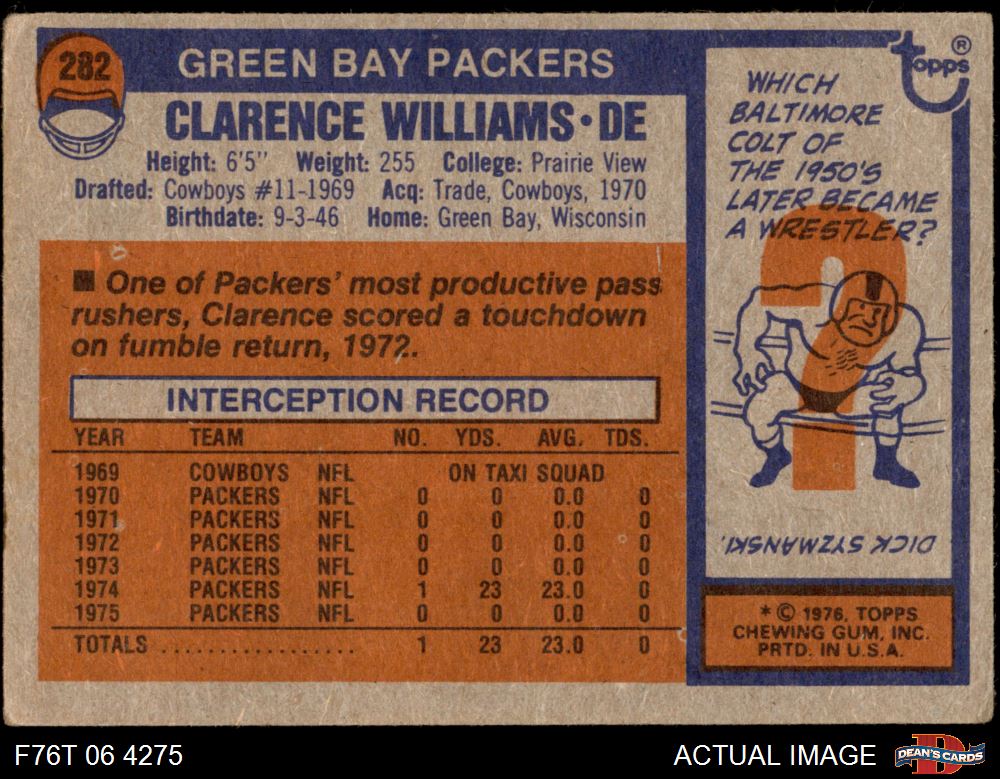 282
GREEN BAY PACKERS
CLARENCE WILLIAMS • DE
Height: 6'5" Weight: 255 College: Prairie View
Drafted: Cowboys #11-1969 Acq: Trade, Cowboys, 1970
Birthdate: 9-3-46 Home: Green Bay, Wisconsin
■ One of Packers' most productive pass
rushers, Clarence scored a touchdown
on fumble return, 1972.
INTERCEPTION RECORD
YEAR TEAM NO. YDS. AVG. TDS.
1969 COWBOYS NFL ON TAXI SQUAD
1970 PACKERS NFL 0 0 0.0 0
1971 PACKERS NFL 0 0 0.0 0
1972 PACKERS NFL 0 0 0.0 0
1973 PACKERS NFL 0 0 0.0 0
1974 PACKERS NFL 1 23 23.0 0
1975 PACKERS NFL 0 0 0.0 0
TOTALS ................. 1 23 23.0 0
topps ®
WHICH
BALTIMORE
COLT OF
THE 1950'S
LATER BECAME
A WRESTLER?
?
DICK SYZMANSKI.
* © 1976, TOPPS
CHEWING GUM, INC.
PRTD. IN U.S.A.
F76T 06 4275
ACTUAL IMAGE
D
DEAN'S CARDS